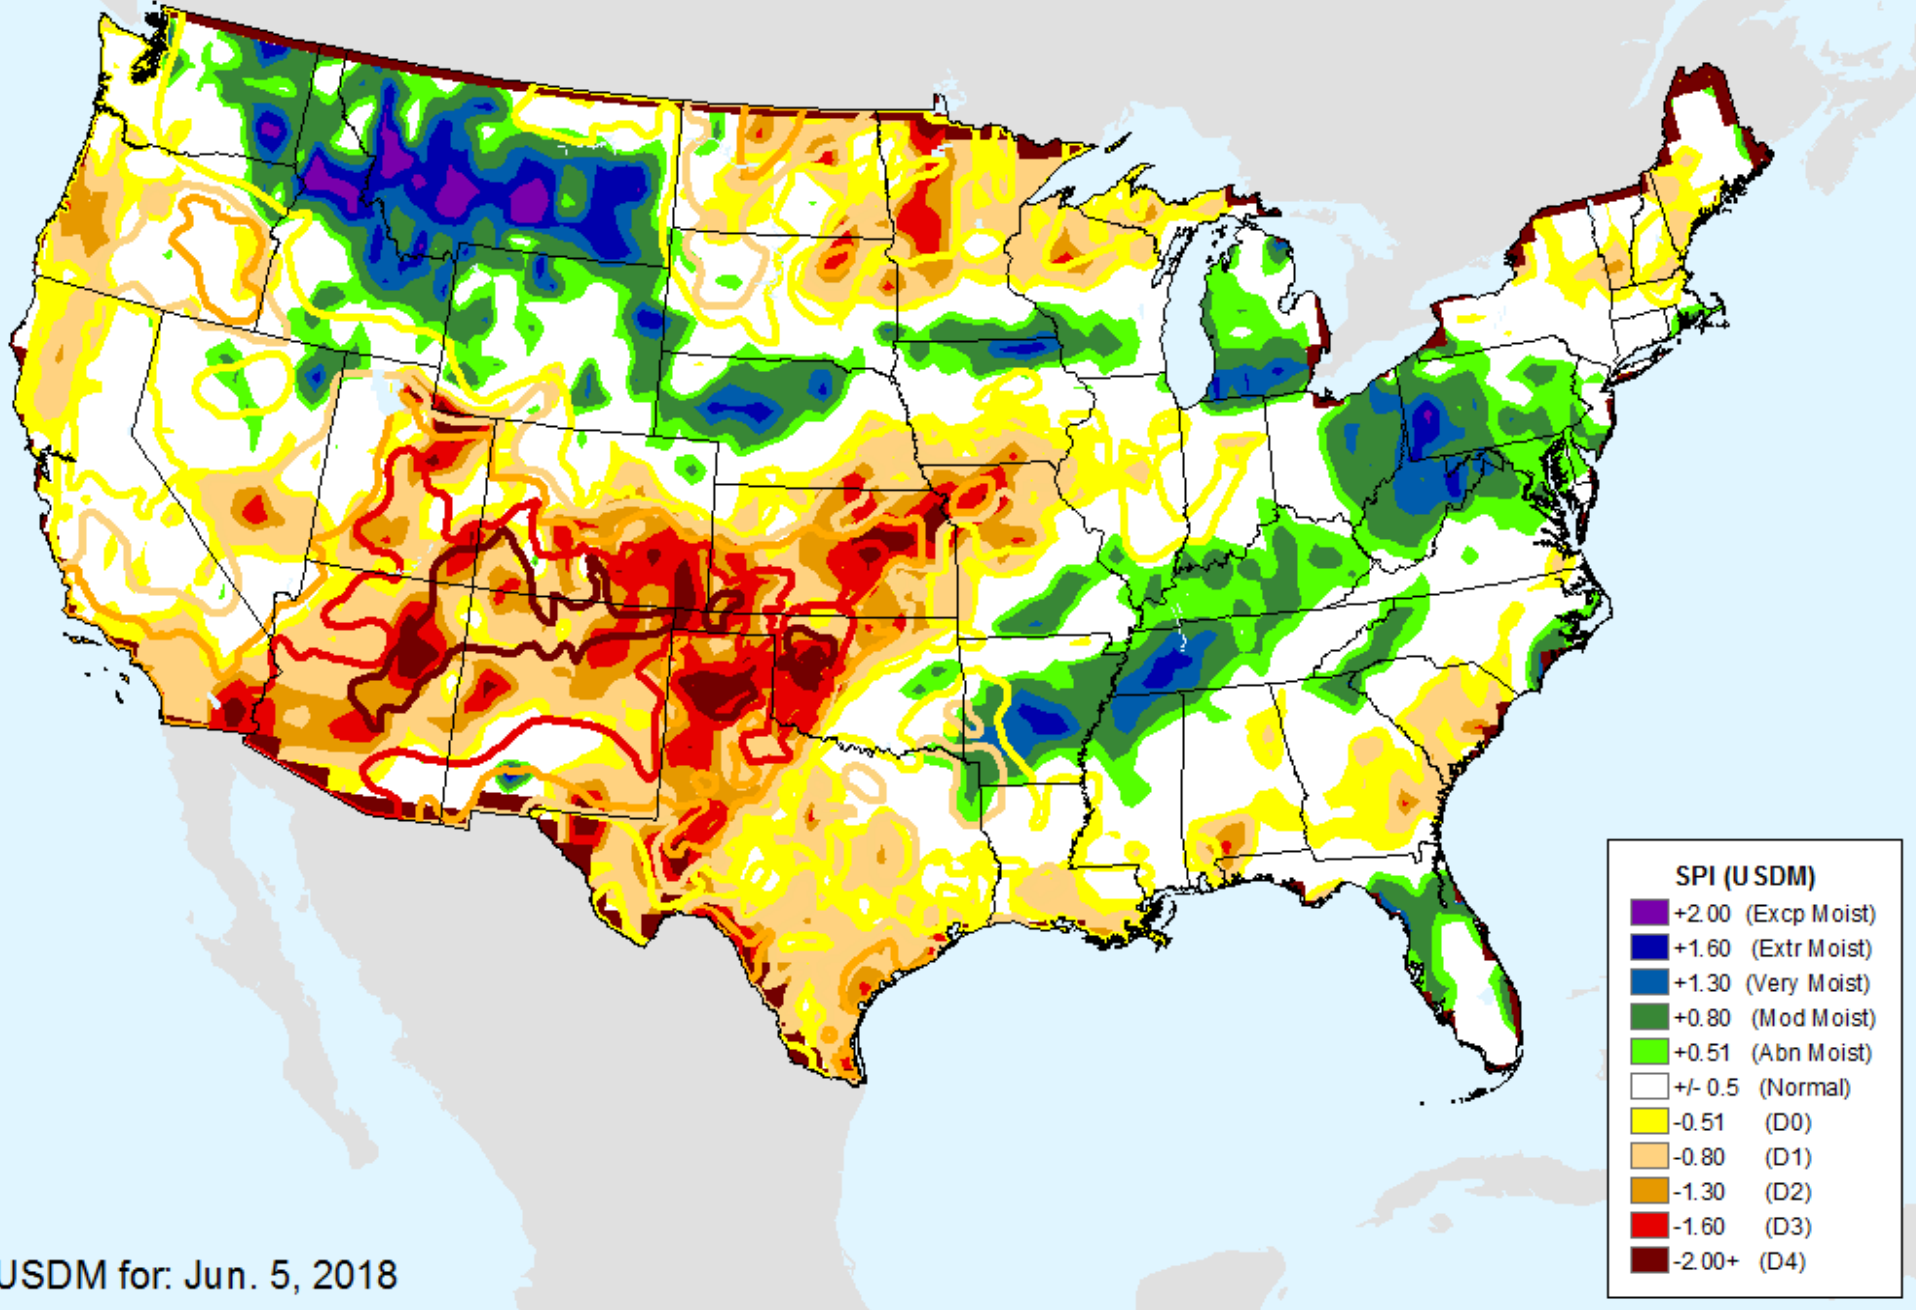 SPI (USDM)
+2.00 (Excp Moist)
+1.60 (Extr Moist)
+1.30 (Very Moist)
+0.80 (Mod Moist)
+0.51 (Abn Moist)
+/- 0.5 (Normal)
-0.51 (D0)
-0.80 (D1)
-1.30 (D2)
-1.60 (D3)
-2.00+ (D4)
USDM for: Jun. 5, 2018